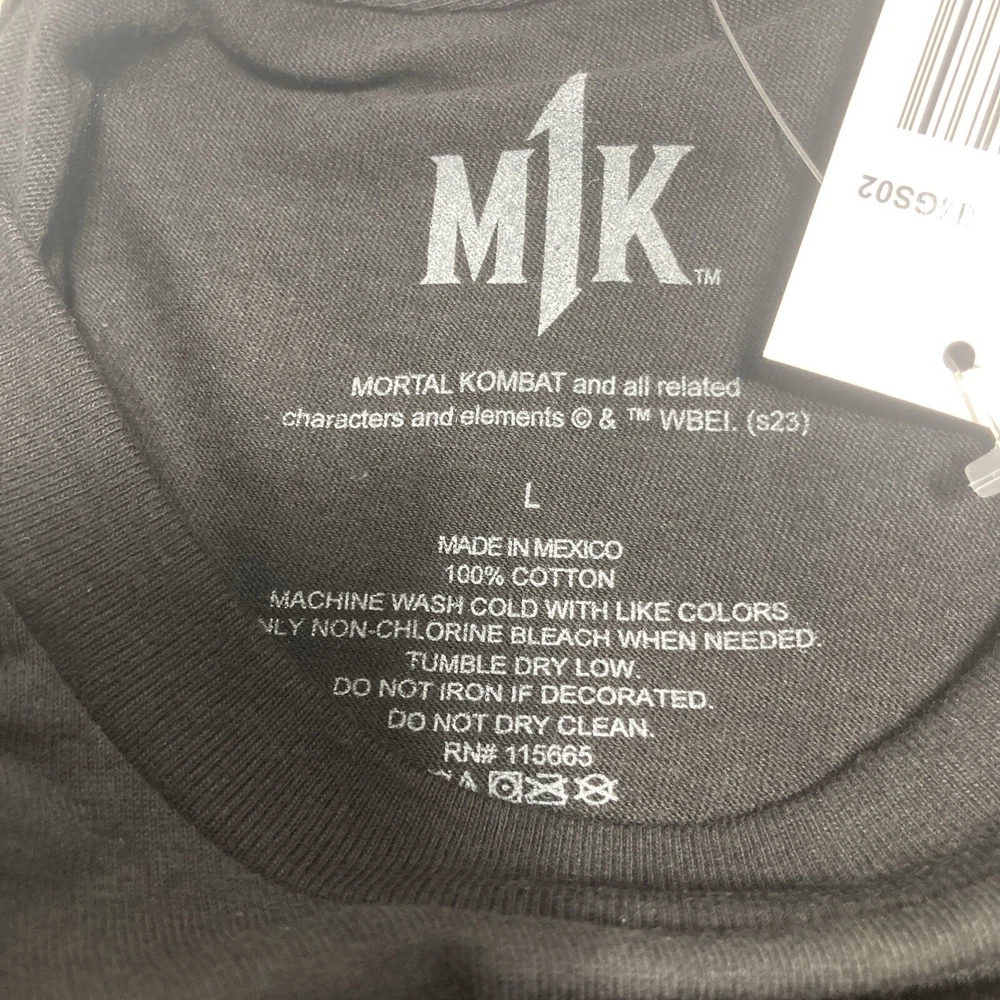 M1K™
MORTAL KOMBAT and all related
characters and elements © & ™ WBEI. (s23)
L
MADE IN MEXICO
100% COTTON
MACHINE WASH COLD WITH LIKE COLORS
NLY NON-CHLORINE BLEACH WHEN NEEDED.
TUMBLE DRY LOW.
DO NOT IRON IF DECORATED.
DO NOT DRY CLEAN.
RN# 115665